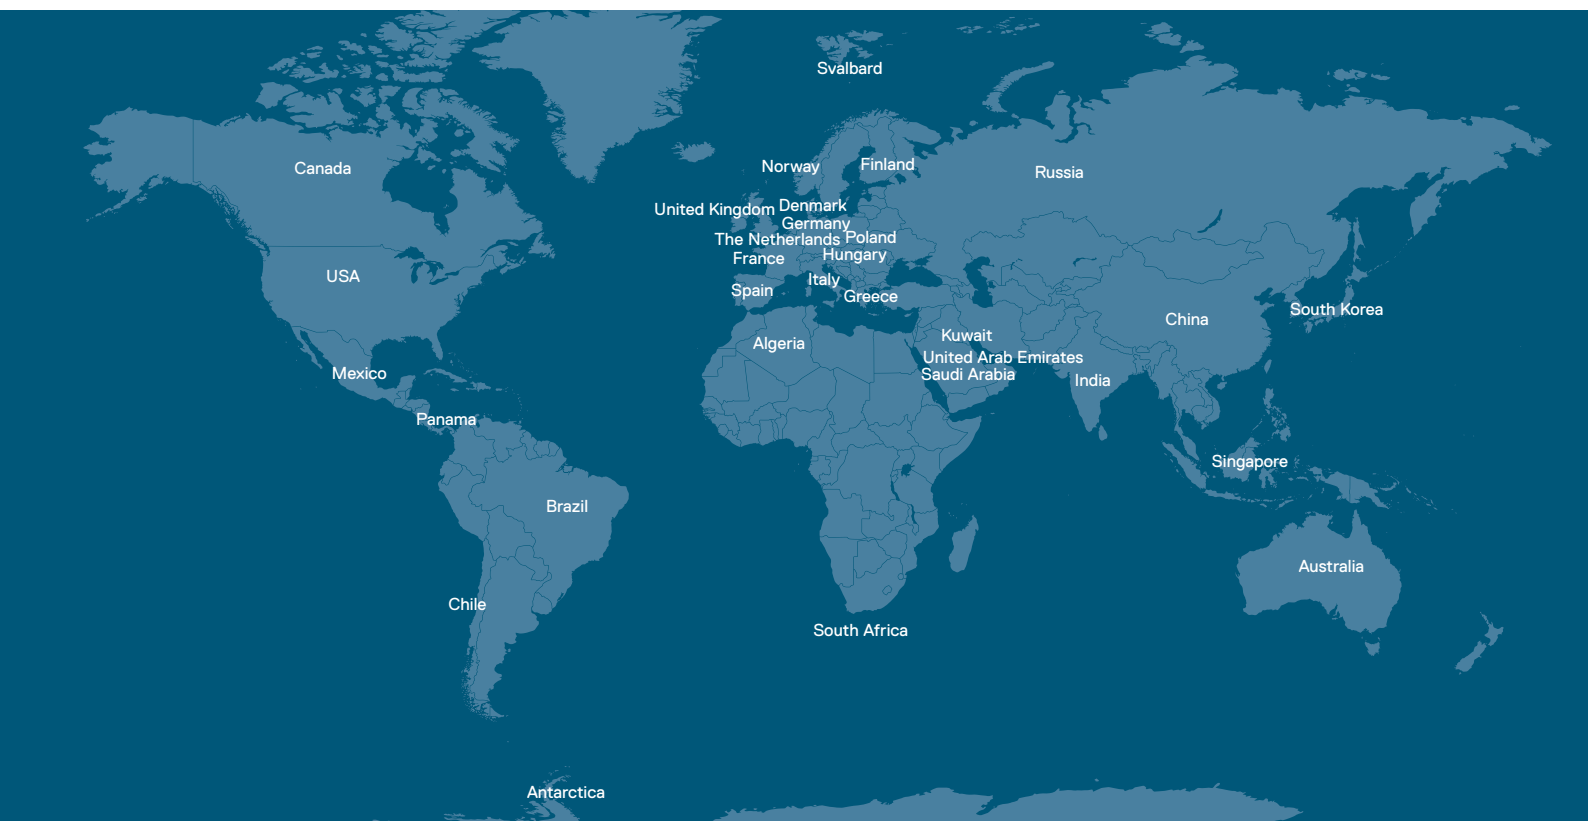 Svalbard
Canada
Norway
Finland
Russia
United Kingdom
Denmark
Germany
The Netherlands
Poland
France
Hungary
USA
Italy
Spain
Greece
South Korea
China
Kuwait
Algeria
United Arab Emirates
Mexico
Saudi Arabia
India
Panama
Singapore
Brazil
Australia
Chile
South Africa
Antarctica